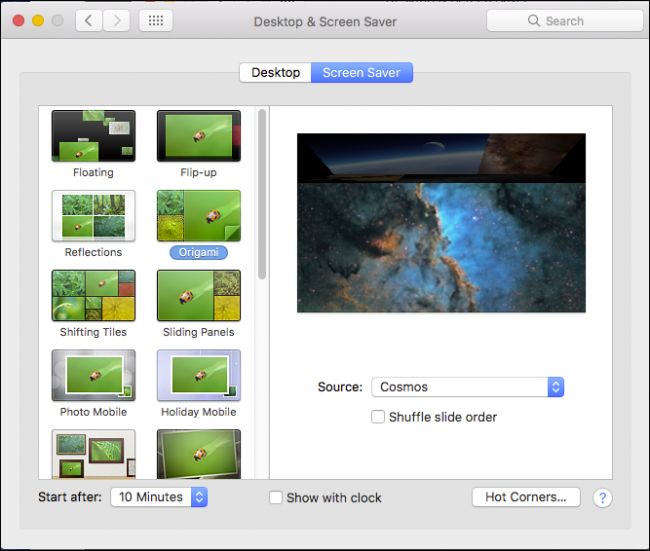 Desktop & Screen Saver
Search
Desktop Screen Saver
Floating Flip-up
Reflections Origami
Shifting Tiles Sliding Panels
Photo Mobile Holiday Mobile
Source: Cosmos
Shuffle slide order
Start after: 10 Minutes Show with clock Hot Corners... ?